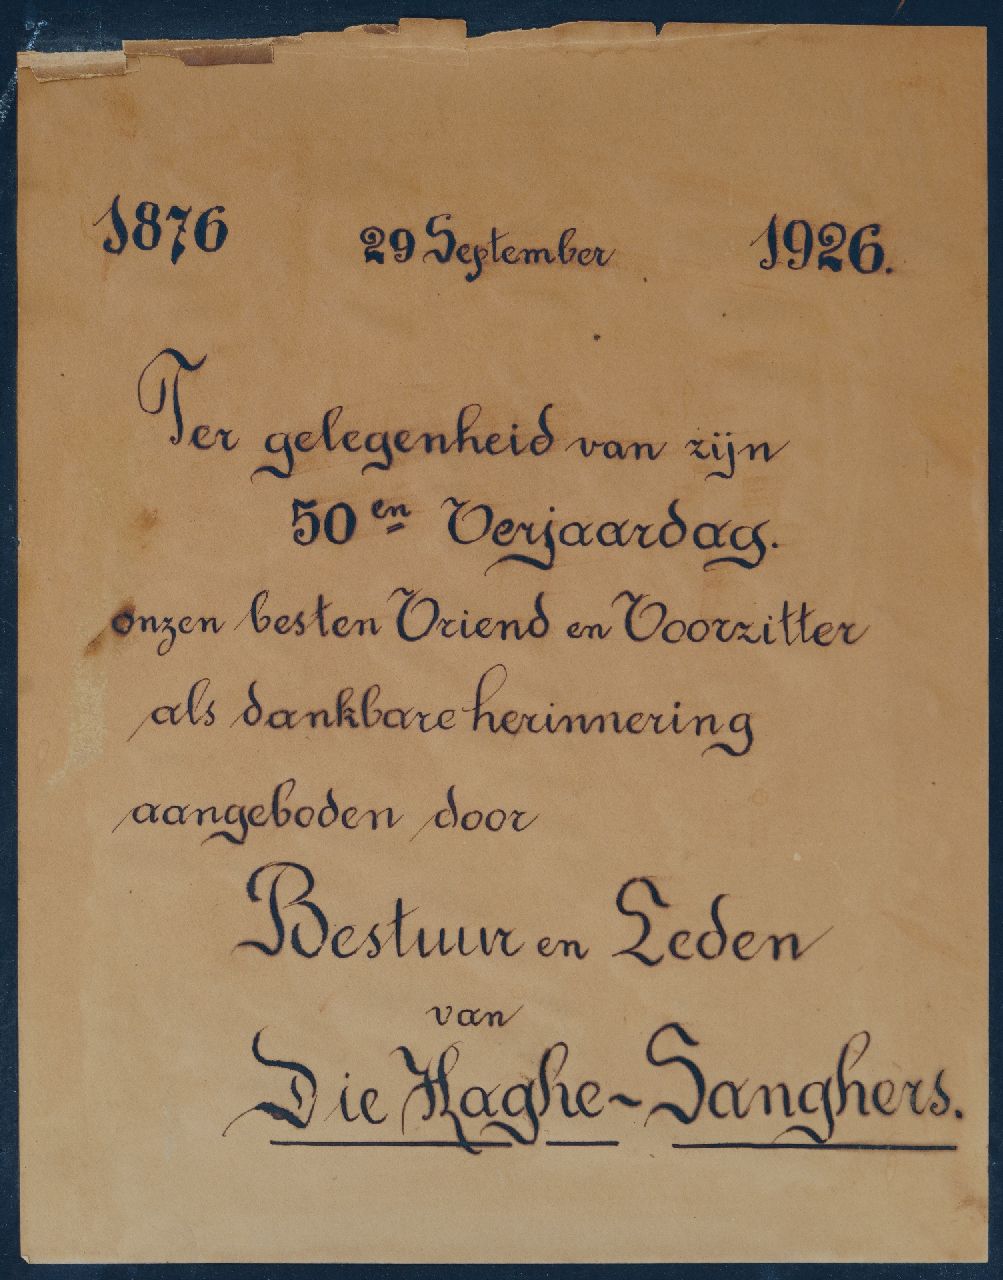 1876 29 September 1926.
Ter gelegenheid van zijn
50en Verjaardag.
onzen besten Vriend en Voorzitter
als dankbare herinnering
aangeboden door
Bestuur en Leden
van
Die Haghe-Sanghers.